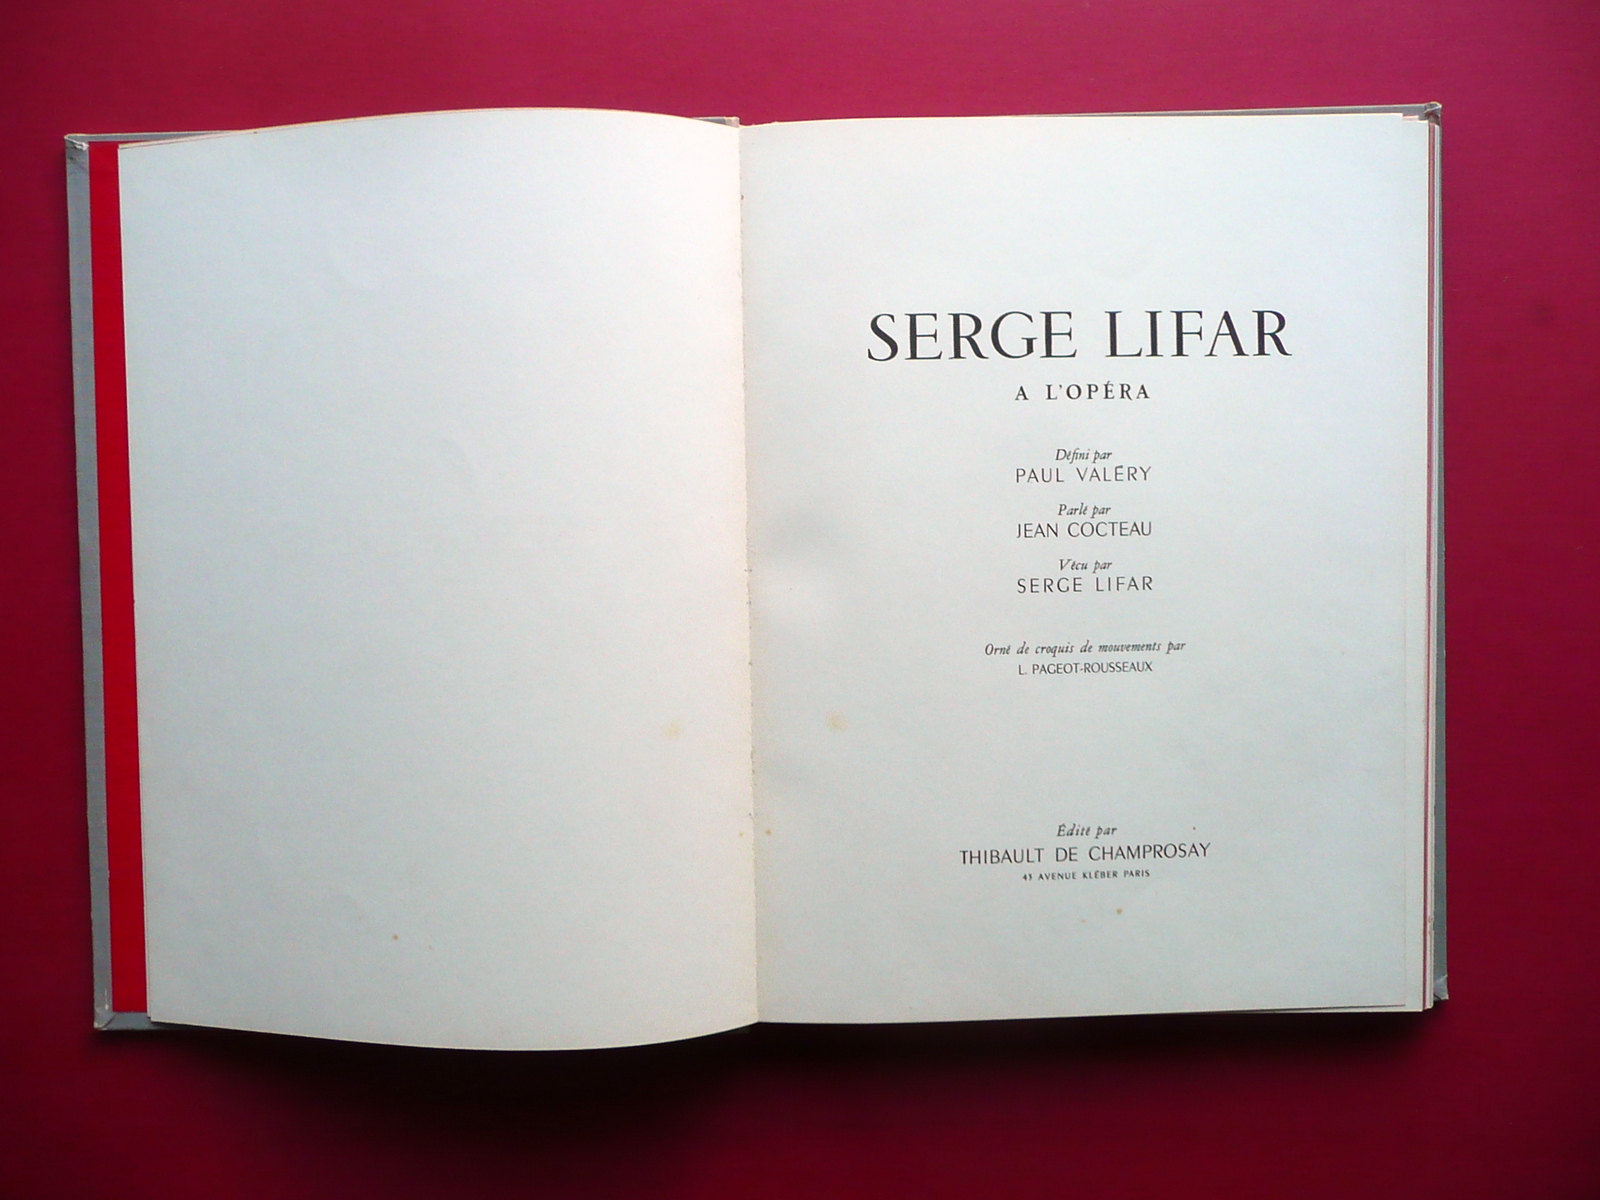 SERGE LIFAR
A L'OPÉRA
Défini par
PAUL VALÉRY
Parlé par
JEAN COCTEAU
Vécu par
SERGE LIFAR
Orné de croquis de mouvements par
L. PAGEOT-ROUSSEAUX
Édité par
THIBAULT DE CHAMPROSAY
43 AVENUE KLÉBER PARIS